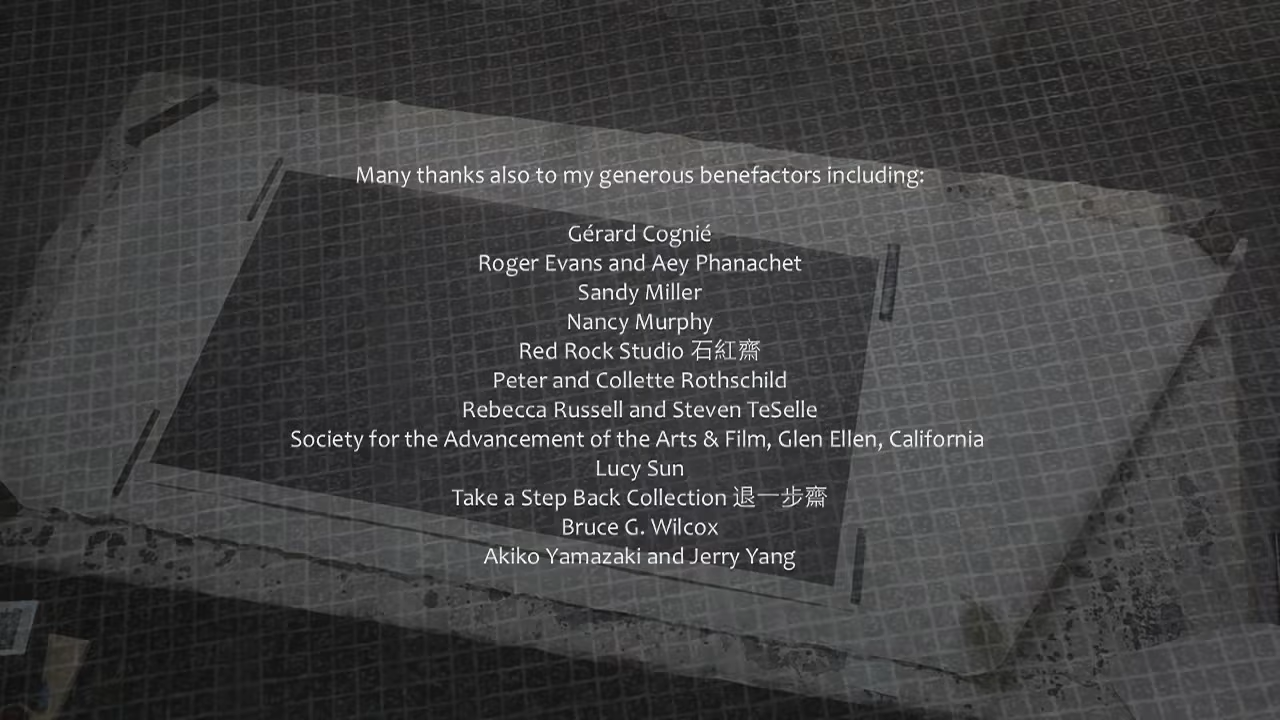 Many thanks also to my generous benefactors including:
Gérard Cognié
Roger Evans and Aey Phanachet
Sandy Miller
Nancy Murphy
Red Rock Studio 石紅齋
Peter and Collette Rothschild
Rebecca Russell and Steven TeSelle
Society for the Advancement of the Arts & Film, Glen Ellen, California
Lucy Sun
Take a Step Back Collection 退一步齋
Bruce G. Wilcox
Akiko Yamazaki and Jerry Yang